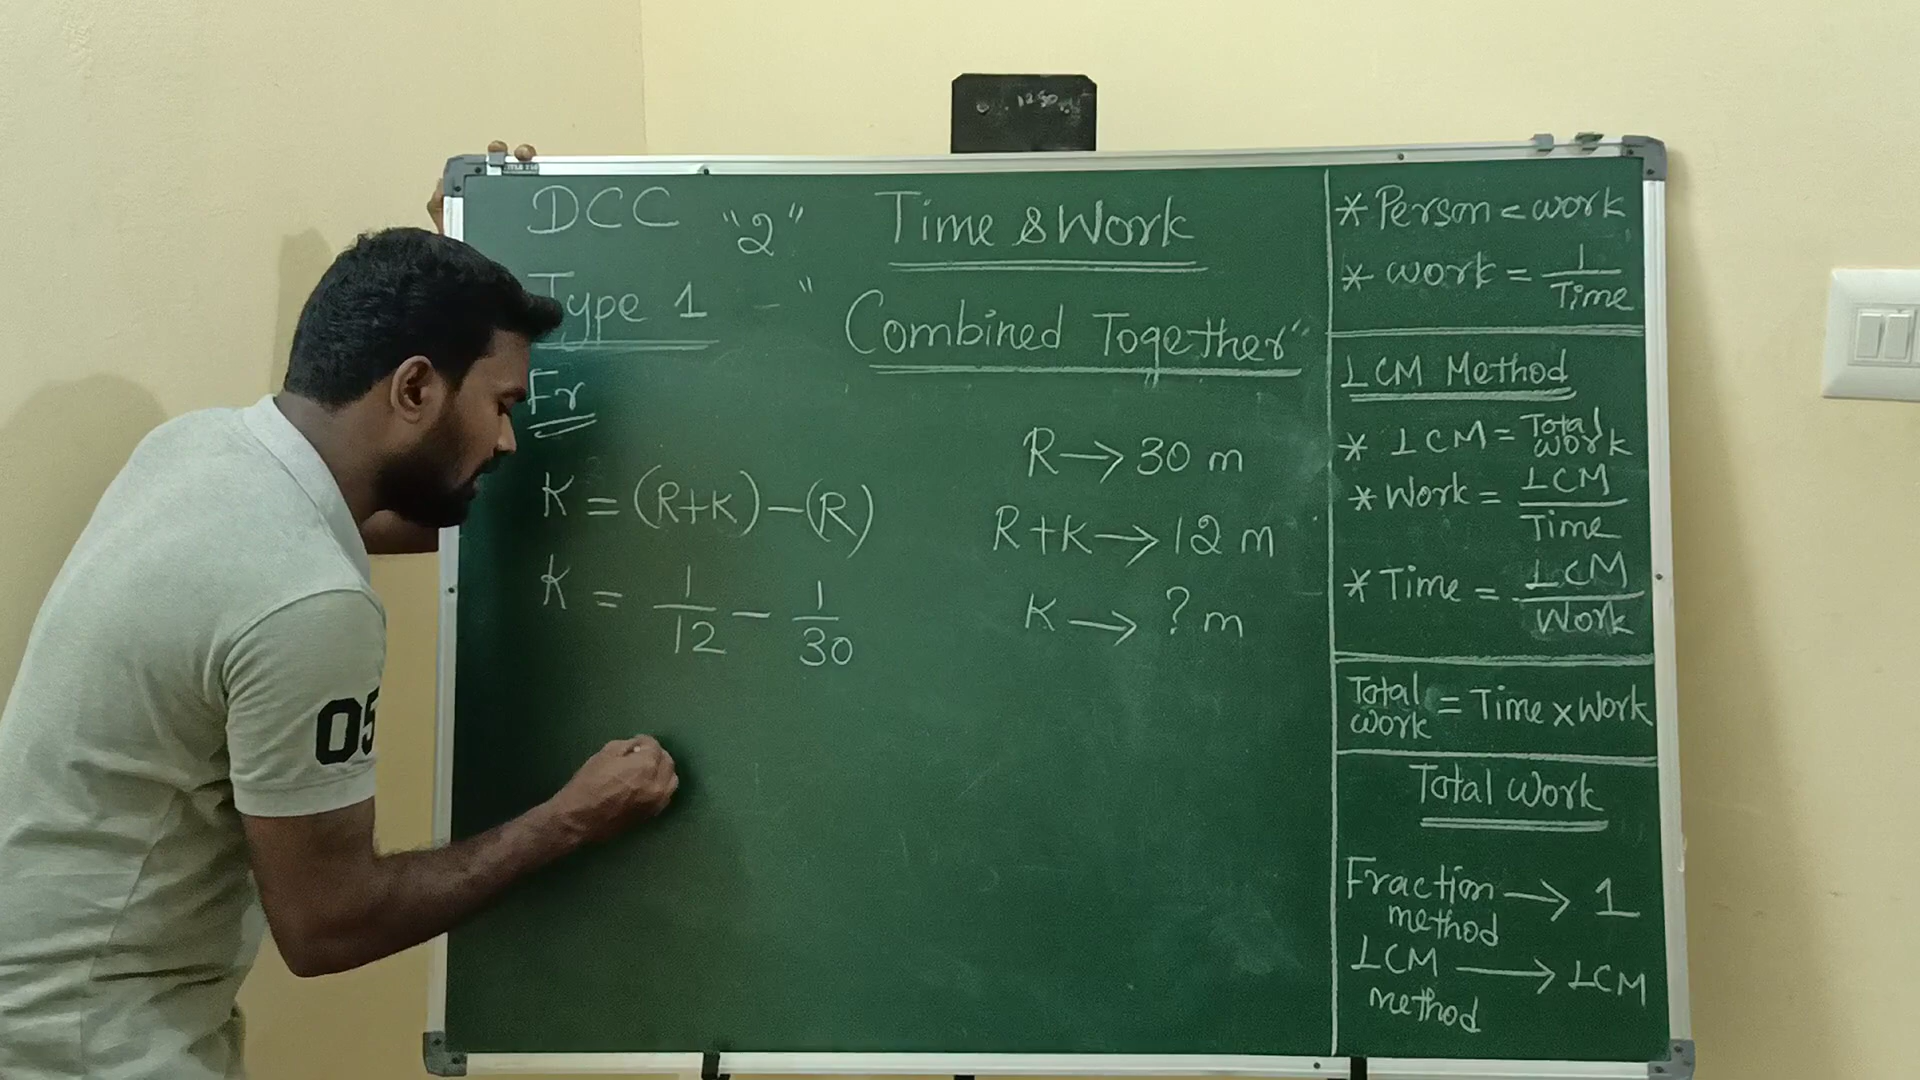 DCC "2" Time & Work
Type 1 - "Combined Together"
Fr
K = (R+K) - (R)
K = 1/12 - 1/30
R → 30 m
R+K → 12 m
K → ? m
* Person = work
* work = 1/Time
LCM Method
* LCM = Total work
* Work = LCM/Time
* Time = LCM/Work
Total work = Time x Work
Total Work
Fraction method → 1
LCM method → LCM
05